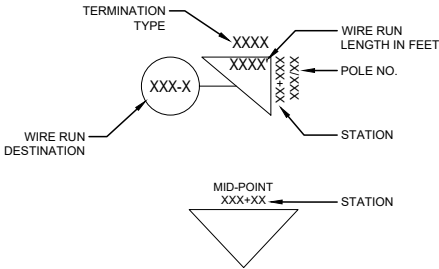 TERMINATION
TYPE
XXXX
WIRE RUN
LENGTH IN FEET
XXXX'
XXX+XX
XXX/XX
POLE NO.
XXX-X
WIRE RUN
DESTINATION
STATION
MID-POINT
XXX+XX
STATION